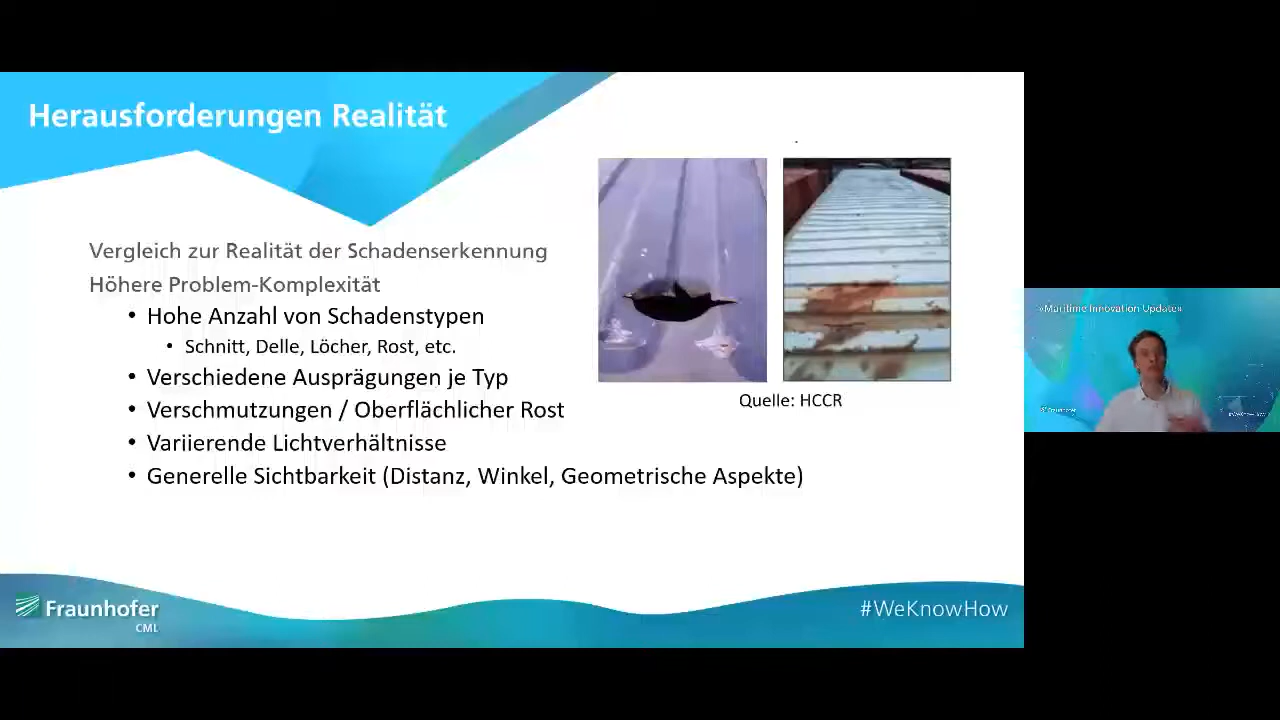 Herausforderungen Realität
Vergleich zur Realität der Schadenserkennung
Höhere Problem-Komplexität
• Hohe Anzahl von Schadenstypen
• Schnitt, Delle, Löcher, Rost, etc.
• Verschiedene Ausprägungen je Typ
• Verschmutzungen / Oberflächlicher Rost
• Variierende Lichtverhältnisse
• Generelle Sichtbarkeit (Distanz, Winkel, Geometrische Aspekte)
Quelle: HCCR
Fraunhofer
CML
#WeKnowHow
»Maritime Innovation Update«
Fraunhofer
#WeKnowHow